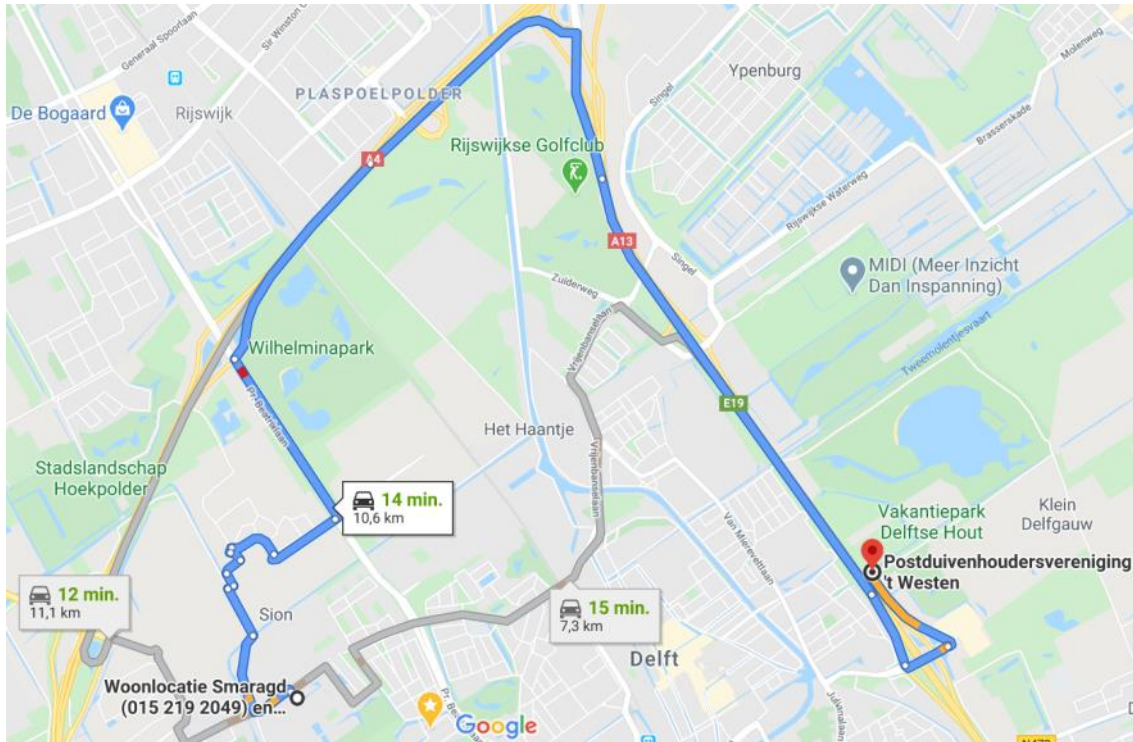 Generaal Spoorlaan
Sir Winston C
De Bogaard
Rijswijk
PLASPOELPOLDER
A4
Rijswijkse Golfclub
Ypenburg
Singel
Molenweg
Brasserskade
Rijswijkse Waterweg
A13
Singel
MIDI (Meer Inzicht
Dan Inspanning)
Zuiderweg
Vrijenbanselaan
Tweemolentjesvaart
Wilhelminapark
Pr. Beatrixlaan
E19
Het Haantje
Vrijenbanselaan
Stadslandschap
Hoekpolder
14 min.
10,6 km
Van Miereveltlaan
Vakantiepark
Delftse Hout
Klein
Delfgauw
Postduivenhoudersvereniging
't Westen
12 min.
11,1 km
Sion
15 min.
7,3 km
Delft
Woonlocatie Smaragd
(015 219 2049) en...
Pr. Bea
Julianalaan
Google